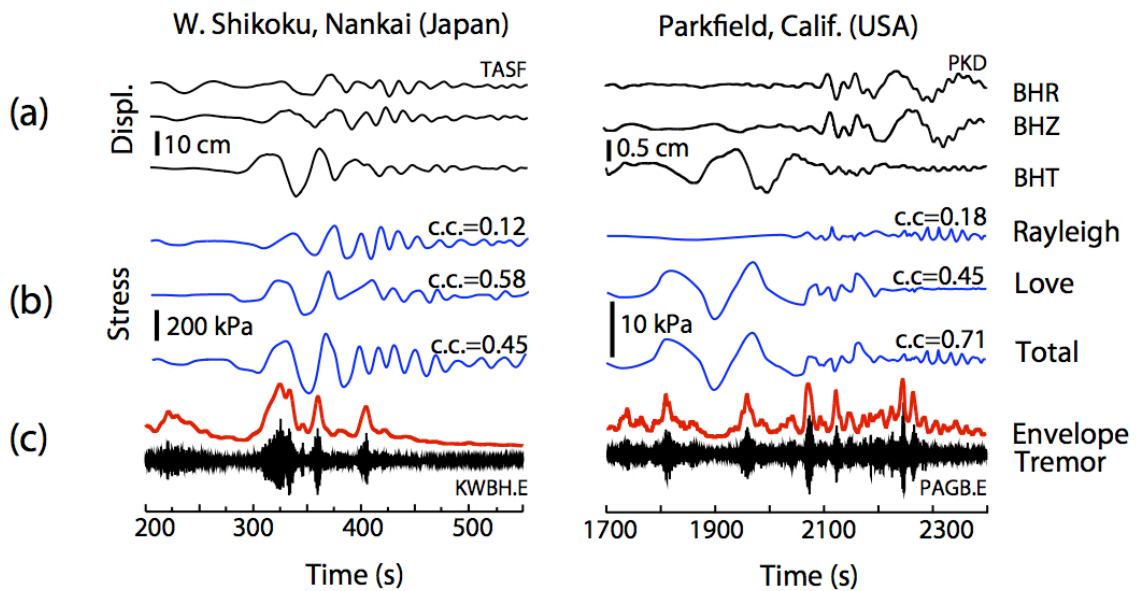 W. Shikoku, Nankai (Japan)
Parkfield, Calif. (USA)
(a)
Displ.
TASF
10 cm
PKD
0.5 cm
BHR
BHZ
BHT
(b)
Stress
c.c.=0.12
c.c.=0.58
200 kPa
c.c.=0.45
c.c=0.18
c.c=0.45
10 kPa
c.c=0.71
Rayleigh
Love
Total
(c)
KWBH.E
PAGB.E
Envelope
Tremor
200 300 400 500
1700 1900 2100 2300
Time (s)
Time (s)